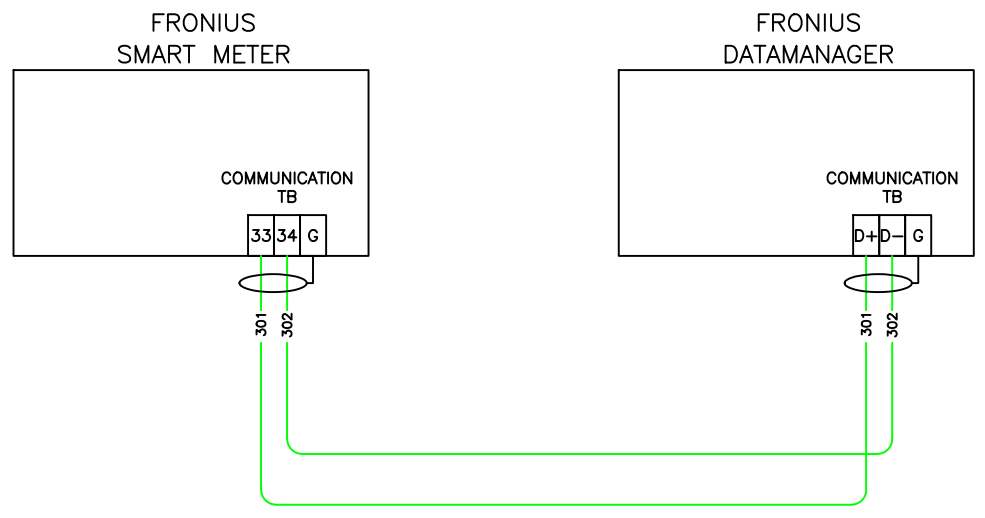 FRONIUS
SMART METER
FRONIUS
DATAMANAGER
COMMUNICATION
TB
33 34 G
COMMUNICATION
TB
D+ D- G
301
302
301
302